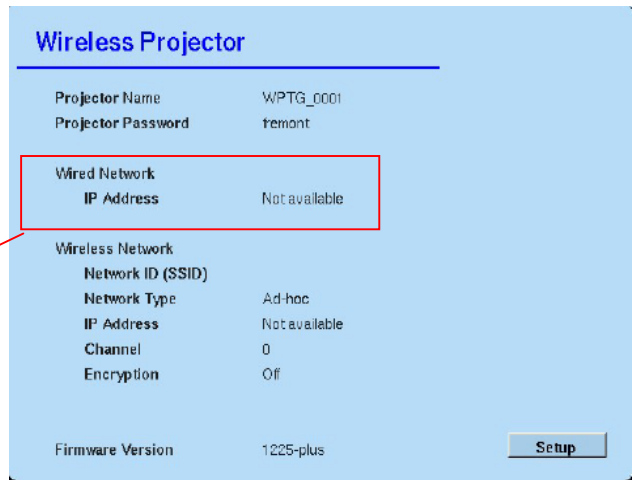 Wireless Projector
Projector Name WPTG_0001
Projector Password fremont
Wired Network
IP Address Not available
Wireless Network
Network ID (SSID)
Network Type Ad-hoc
IP Address Not available
Channel 0
Encryption Off
Firmware Version 1225-plus
Setup